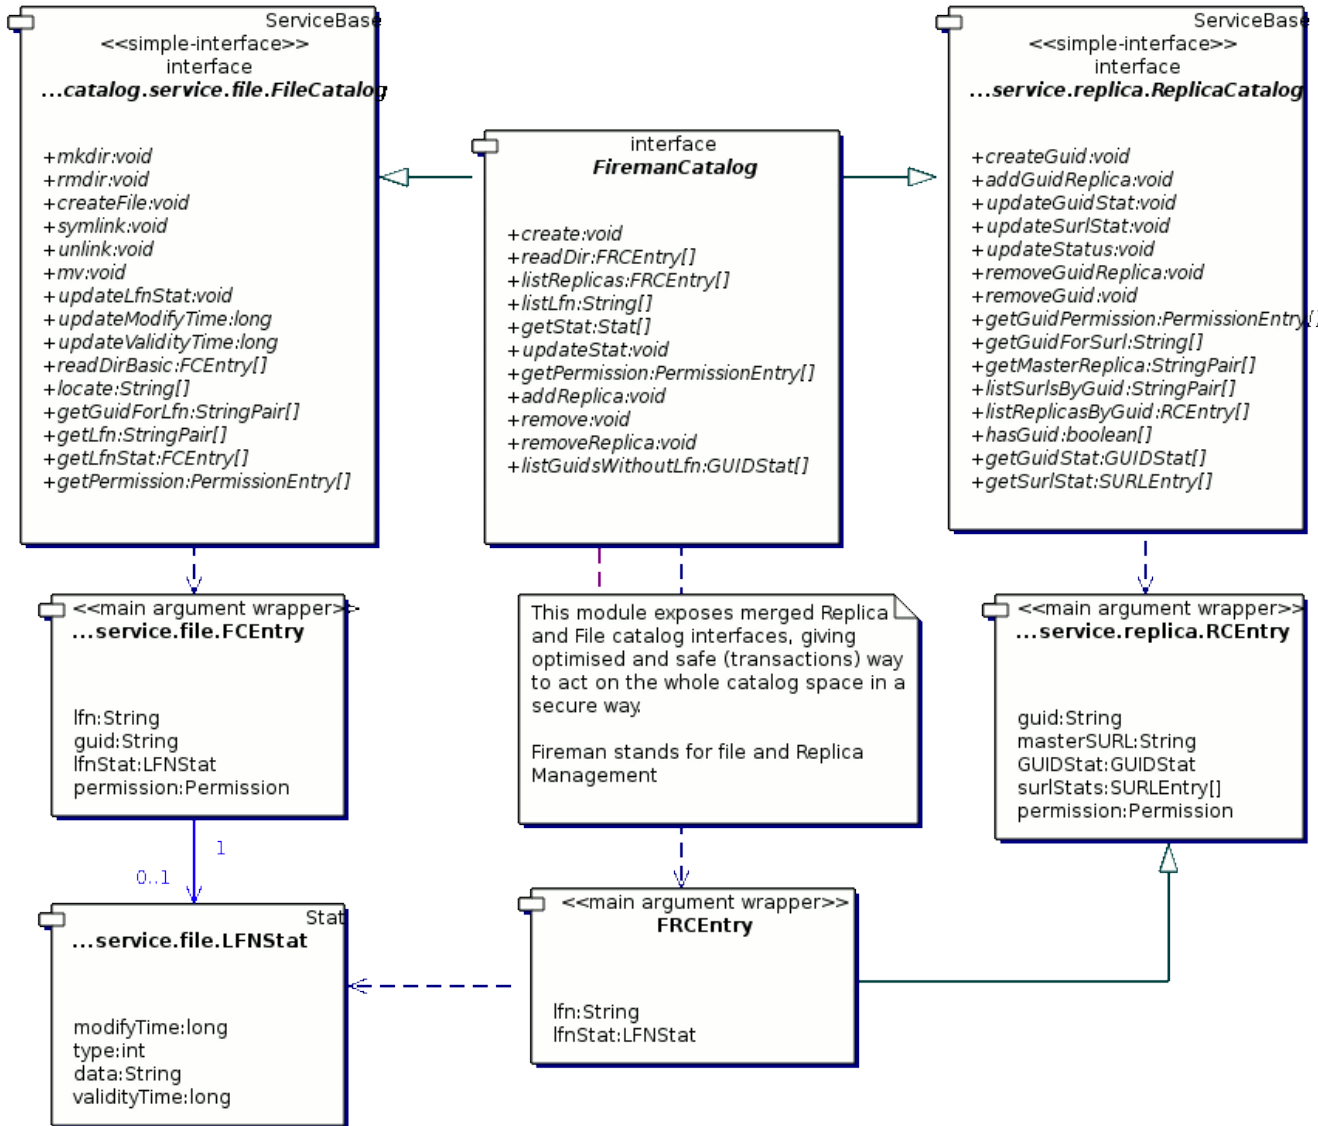 ServiceBase
<<simple-interface>>
interface
...catalog.service.file.FileCatalog
+mkdir:void
+rmdir:void
+createFile:void
+symlink:void
+unlink:void
+mv:void
+updateLfnStat:void
+updateModifyTime:long
+updateValidityTime:long
+readDirBasic:FCEntry[]
+locate:String[]
+getGuidForLfn:StringPair[]
+getLfn:StringPair[]
+getLfnStat:FCEntry[]
+getPermission:PermissionEntry[]
interface
FiremanCatalog
+create:void
+readDir:FRCEntry[]
+listReplicas:FRCEntry[]
+listLfn:String[]
+getStat:Stat[]
+updateStat:void
+getPermission:PermissionEntry[]
+addReplica:void
+remove:void
+removeReplica:void
+listGuidsWithoutLfn:GUIDStat[]
ServiceBase
<<simple-interface>>
interface
...service.replica.ReplicaCatalog
+createGuid:void
+addGuidReplica:void
+updateGuidStat:void
+updateSurlStat:void
+updateStatus:void
+removeGuidReplica:void
+removeGuid:void
+getGuidPermission:PermissionEntry[]
+getGuidForSurl:String[]
+getMasterReplica:StringPair[]
+listSurlsByGuid:StringPair[]
+listReplicasByGuid:RCEntry[]
+hasGuid:boolean[]
+getGuidStat:GUIDStat[]
+getSurlStat:SURLEntry[]
<<main argument wrapper>>
...service.file.FCEntry
lfn:String
guid:String
lfnStat:LFNStat
permission:Permission
This module exposes merged Replica
and File catalog interfaces, giving
optimised and safe (transactions) way
to act on the whole catalog space in a
secure way.
Fireman stands for file and Replica
Management
<<main argument wrapper>>
...service.replica.RCEntry
guid:String
masterSURL:String
GUIDStat:GUIDStat
surlStats:SURLEntry[]
permission:Permission
1
0..1
Stat
...service.file.LFNStat
modifyTime:long
type:int
data:String
validityTime:long
<<main argument wrapper>>
FRCEntry
lfn:String
lfnStat:LFNStat